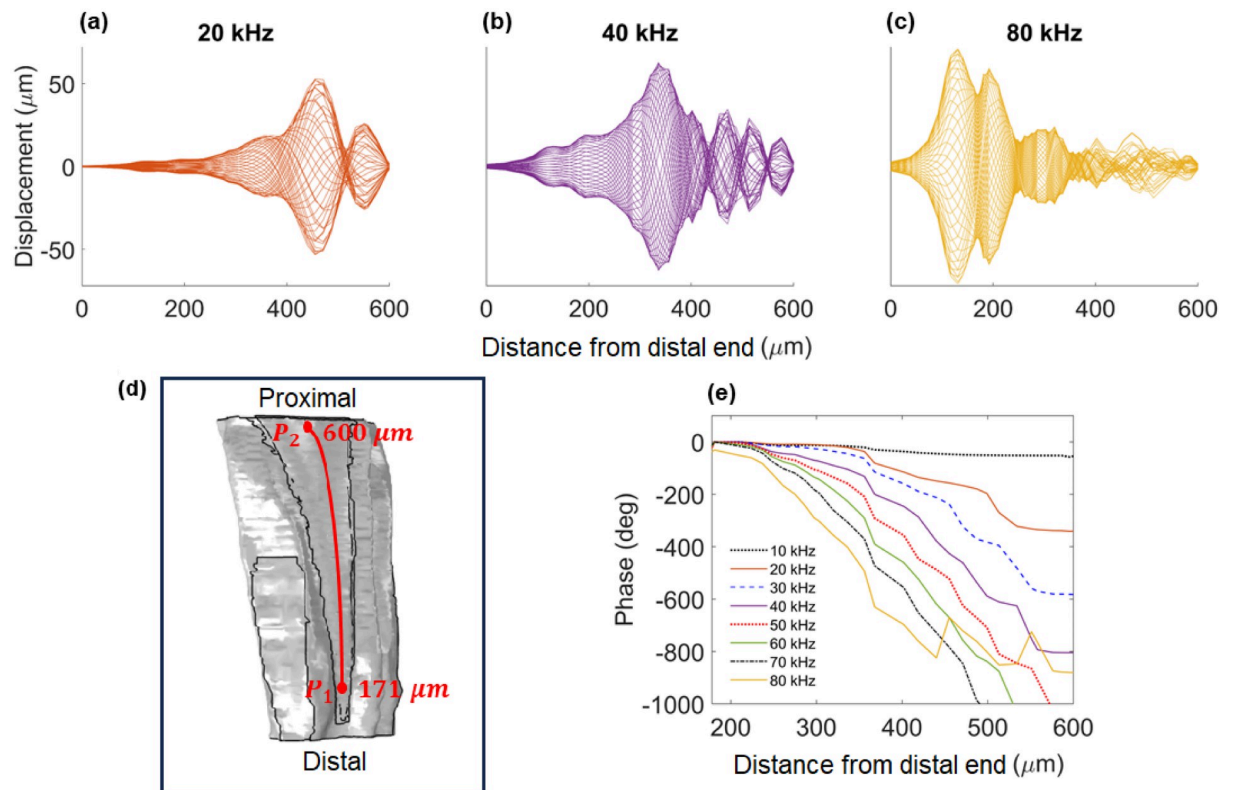 (a)
20 kHz
(b)
40 kHz
(c)
80 kHz
Displacement (μm)
50
0
-50
0 200 400 600
0 200 400 600
0 200 400 600
Distance from distal end (μm)
(d)
Proximal
P2 600 μm
P1 171 μm
Distal
(e)
Phase (deg)
0
-200
-400
-600
-800
-1000
10 kHz
20 kHz
30 kHz
40 kHz
50 kHz
60 kHz
70 kHz
80 kHz
200 300 400 500 600
Distance from distal end (μm)